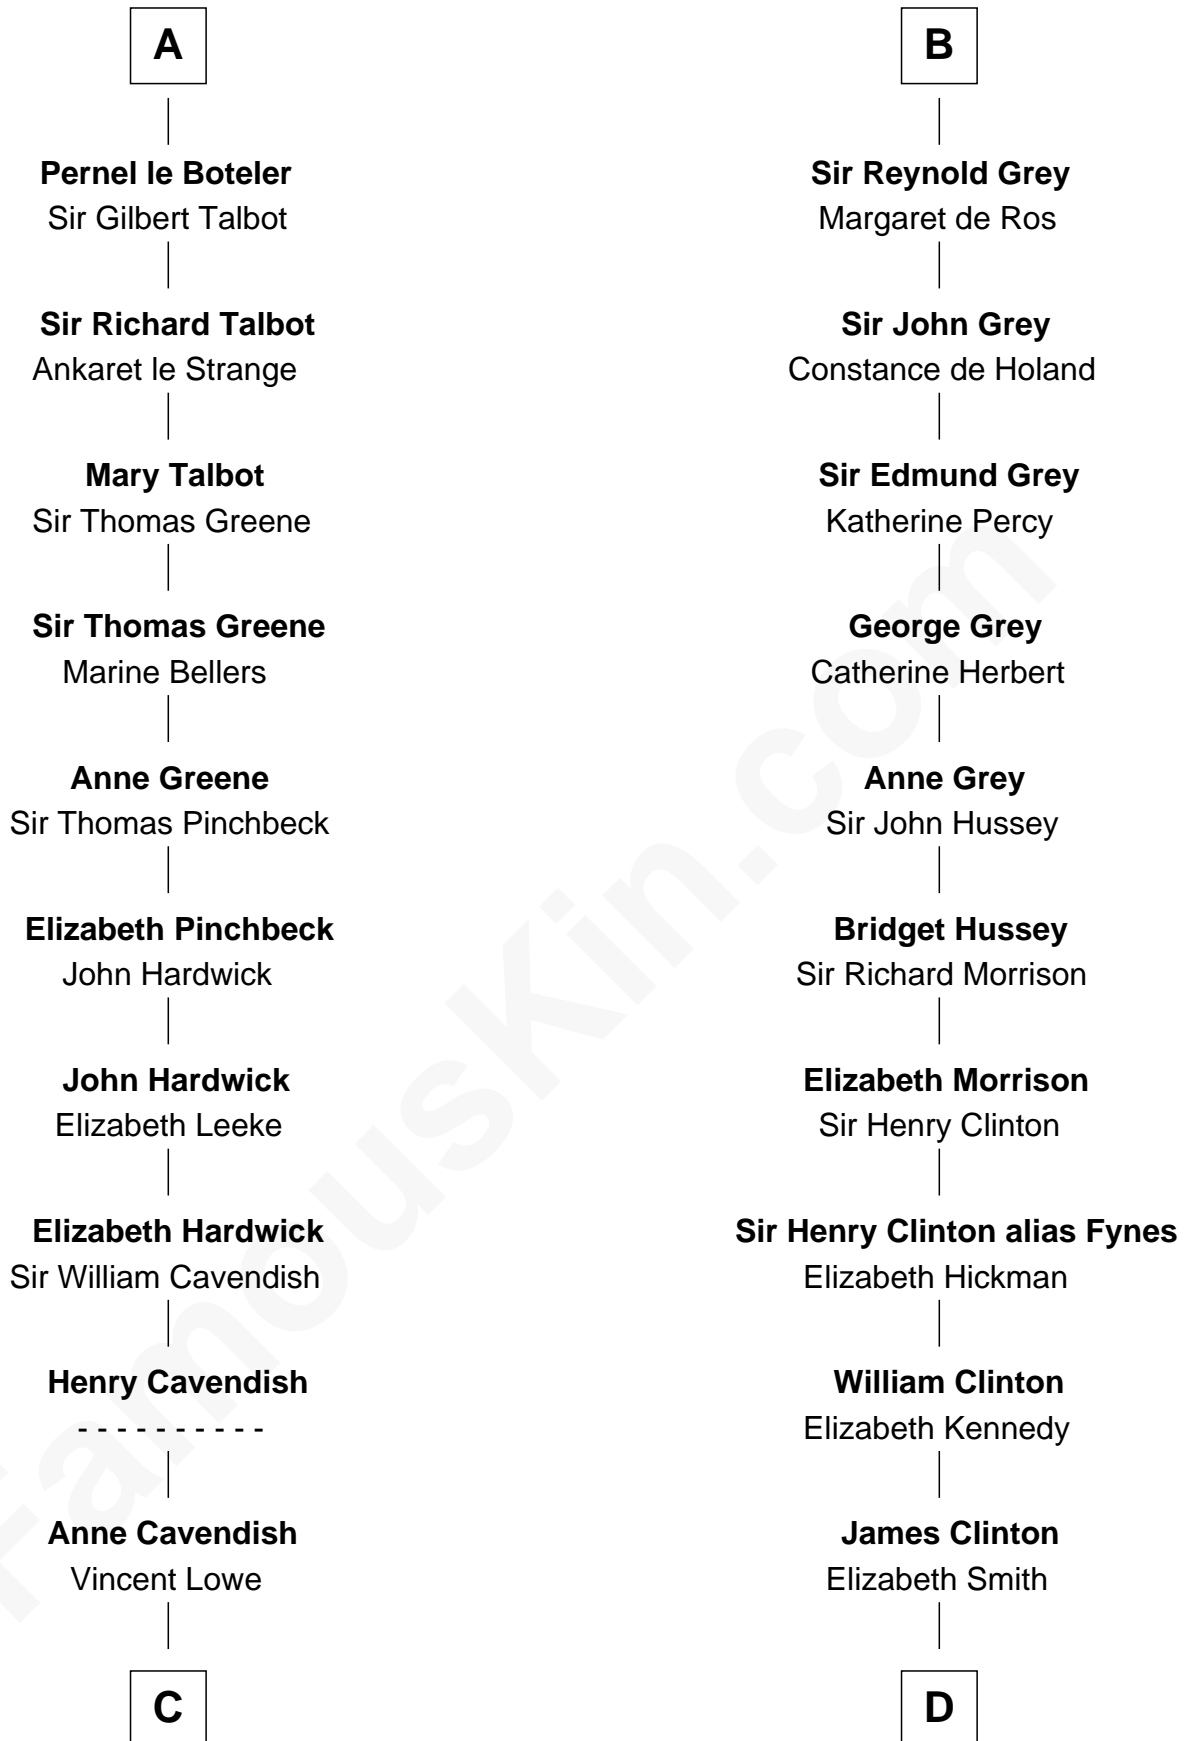 A
Pernel le Boteler
Sir Gilbert Talbot
Sir Richard Talbot
Ankaret le Strange
Mary Talbot
Sir Thomas Greene
Sir Thomas Greene
Marine Bellers
Anne Greene
Sir Thomas Pinchbeck
Elizabeth Pinchbeck
John Hardwick
John Hardwick
Elizabeth Leeke
Elizabeth Hardwick
Sir William Cavendish
Henry Cavendish
- - - - - - - - - -
Anne Cavendish
Vincent Lowe
C
B
Sir Reynold Grey
Margaret de Ros
Sir John Grey
Constance de Holand
Sir Edmund Grey
Katherine Percy
George Grey
Catherine Herbert
Anne Grey
Sir John Hussey
Bridget Hussey
Sir Richard Morrison
Elizabeth Morrison
Sir Henry Clinton
Sir Henry Clinton alias Fynes
Elizabeth Hickman
William Clinton
Elizabeth Kennedy
James Clinton
Elizabeth Smith
D
FamousKin.com